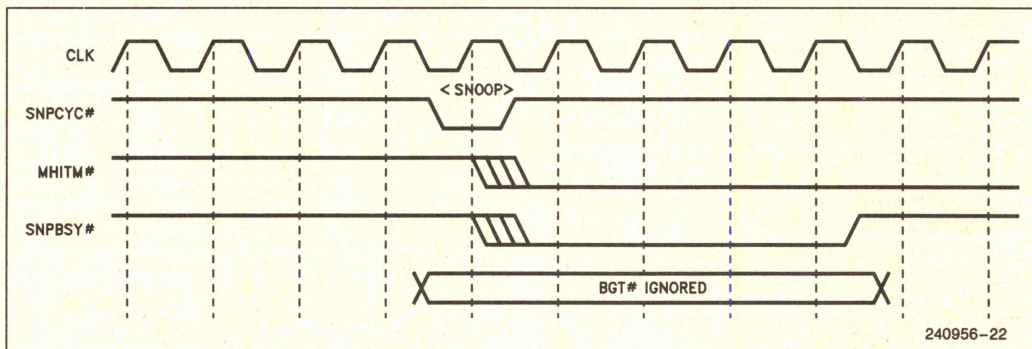 CLK
< SNOOP>
SNPCYC#
MHITM#
SNPBSY#
BGT# IGNORED
240956-22